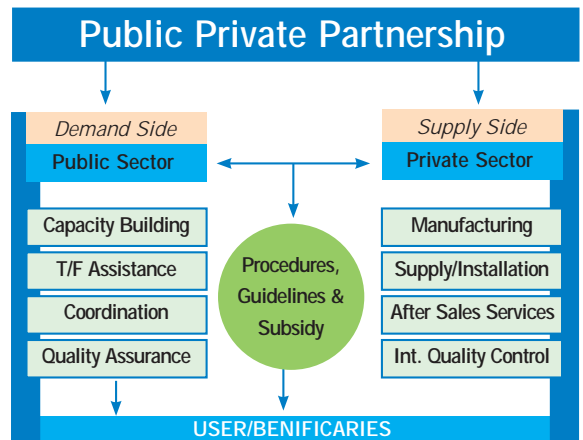 Public Private Partnership
Demand Side
Public Sector
Capacity Building
T/F Assistance
Coordination
Quality Assurance
Procedures,
Guidelines &
Subsidy
Supply Side
Private Sector
Manufacturing
Supply/Installation
After Sales Services
Int. Quality Control
USER/BENIFICARIES